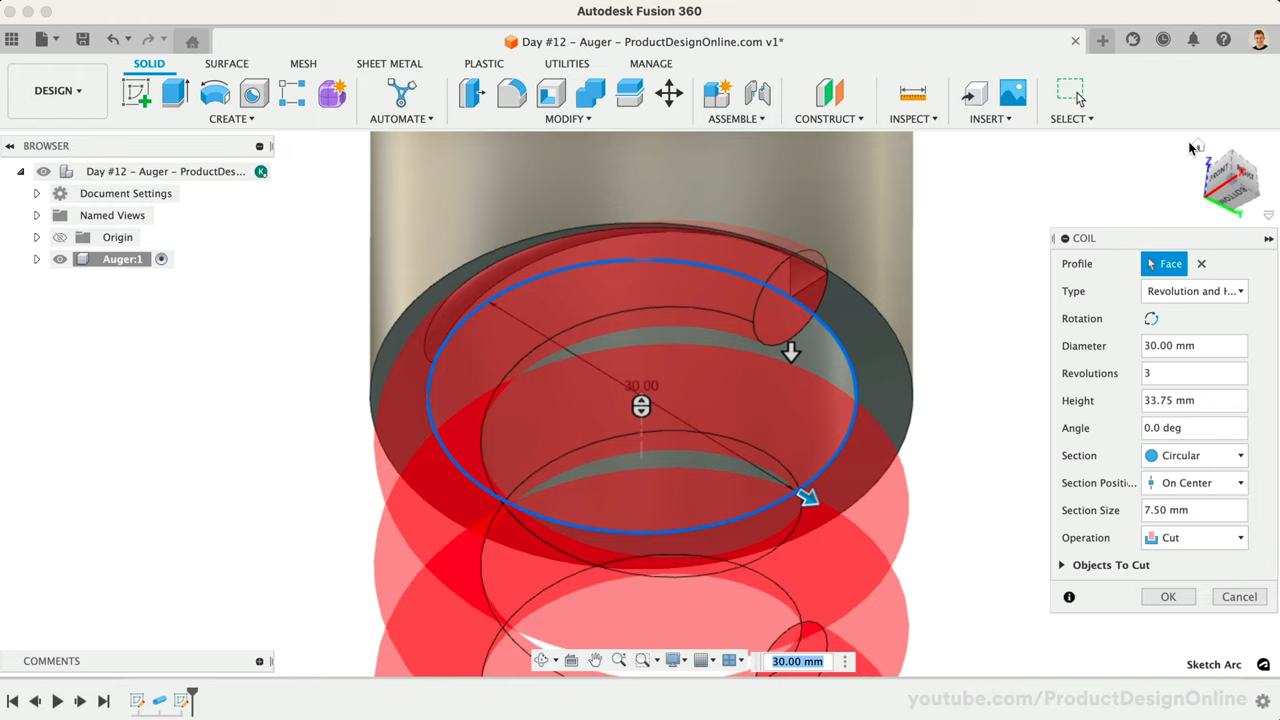 Autodesk Fusion 360
Day #12 - Auger - ProductDesignOnline.com v1*
DESIGN
SOLID SURFACE MESH SHEET METAL PLASTIC UTILITIES MANAGE
CREATE AUTOMATE MODIFY ASSEMBLE CONSTRUCT INSPECT INSERT SELECT
BROWSER
Day #12 - Auger - ProductDes...
K
Document Settings
Named Views
Origin
Auger:1
Z
X
Y
BOTTOM
30.00
COIL
Profile Face
Type Revolution and H...
Rotation
Diameter 30.00 mm
Revolutions 3
Height 33.75 mm
Angle 0.0 deg
Section Circular
Section Positi... On Center
Section Size 7.50 mm
Operation Cut
Objects To Cut
OK Cancel
COMMENTS
30.00 mm
Sketch Arc
youtube.com/ProductDesignOnline